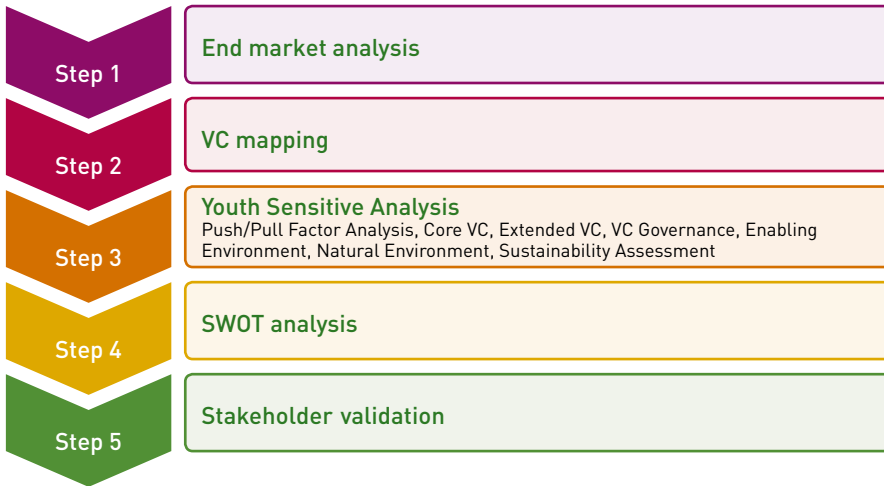 Step 1
End market analysis
Step 2
VC mapping
Step 3
Youth Sensitive Analysis
Push/Pull Factor Analysis, Core VC, Extended VC, VC Governance, Enabling
Environment, Natural Environment, Sustainability Assessment
Step 4
SWOT analysis
Step 5
Stakeholder validation